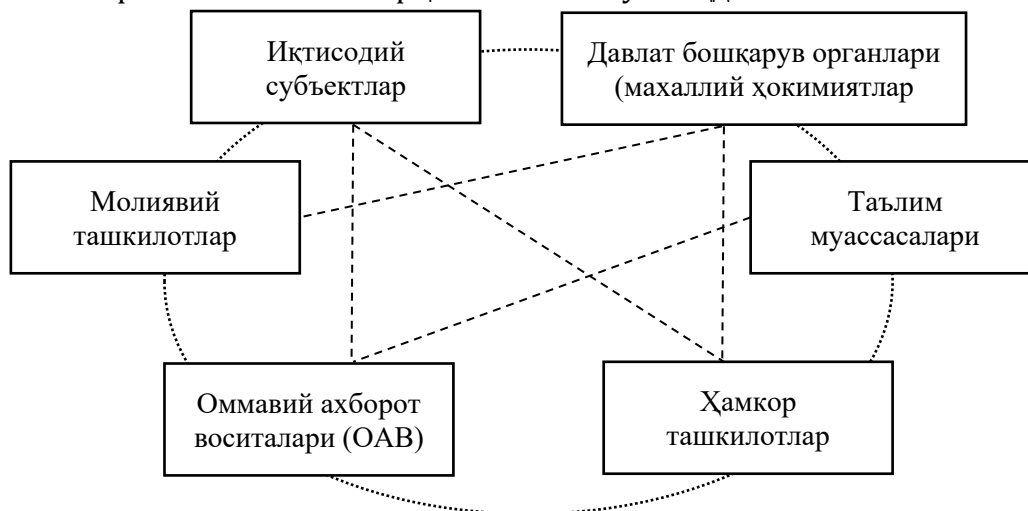 Иқтисодий
субъектлар
Давлат бошқарув органлари
(махаллий ҳокимиятлар
Молиявий
ташкилотлар
Таълим
муассасалари
Оммавий ахборот
воситалари (ОАВ)
Ҳамкор
ташкилотлар